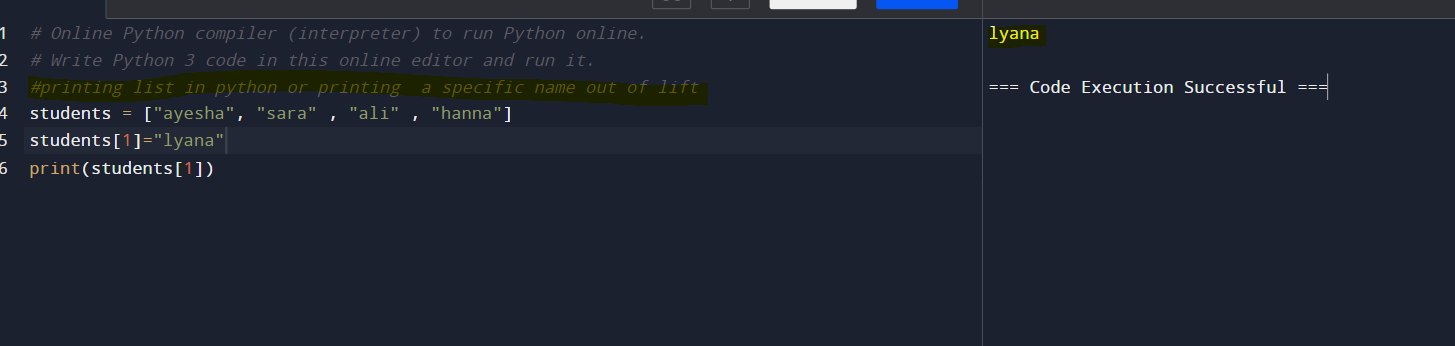 1 # Online Python compiler (interpreter) to run Python online.
2 # Write Python 3 code in this online editor and run it.
3 #printing list in python or printing  a specific name out of lift
4 students = ["ayesha", "sara" , "ali" , "hanna"]
5 students[1]="lyana"
6 print(students[1])
lyana
=== Code Execution Successful ===